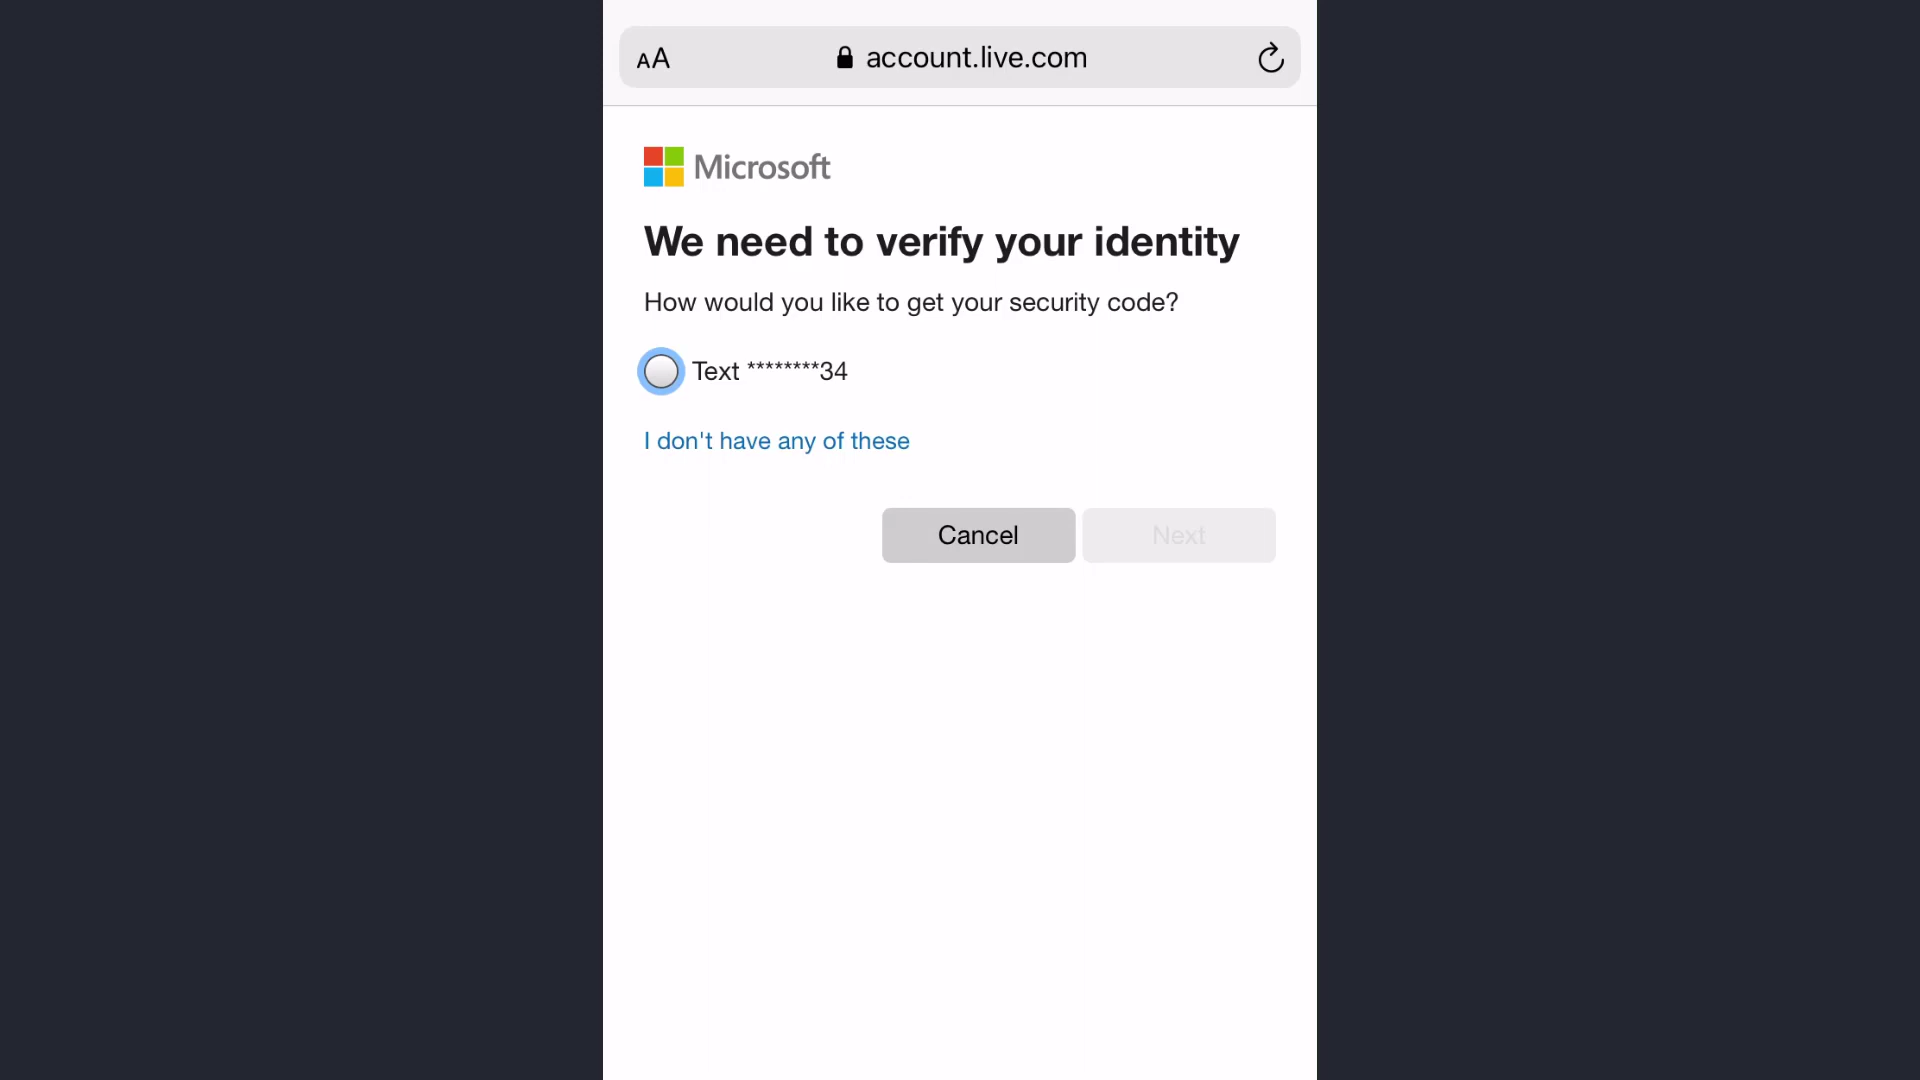 AA account.live.com
Microsoft
We need to verify your identity
How would you like to get your security code?
Text ********34
I don't have any of these
Cancel Next